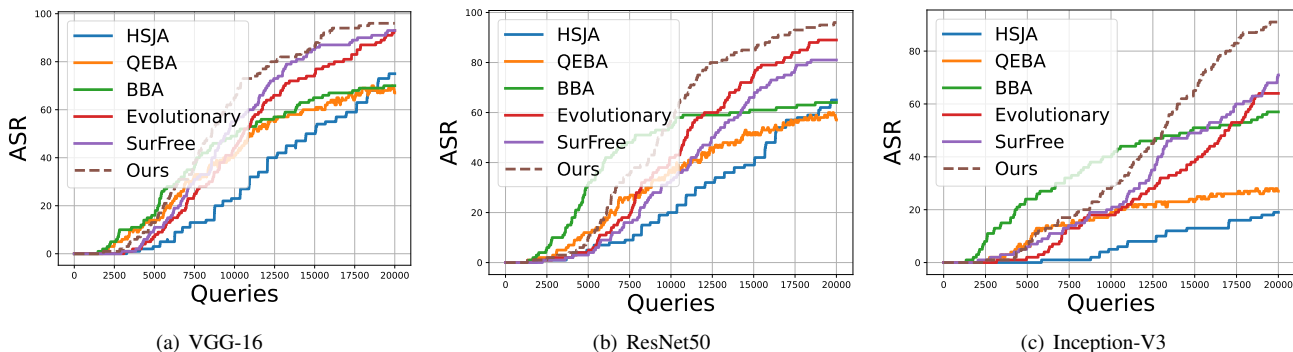 HSJA
QEBA
BBA
Evolutionary
SurFree
Ours
100
80
60
40
20
0
ASR
0 2500 5000 7500 10000 12500 15000 17500 20000
Queries
(a) VGG-16
HSJA
QEBA
BBA
Evolutionary
SurFree
Ours
100
80
60
40
20
0
ASR
0 2500 5000 7500 10000 12500 15000 17500 20000
Queries
(b) ResNet50
HSJA
QEBA
BBA
Evolutionary
SurFree
Ours
80
60
40
20
0
ASR
0 2500 5000 7500 10000 12500 15000 17500 20000
Queries
(c) Inception-V3